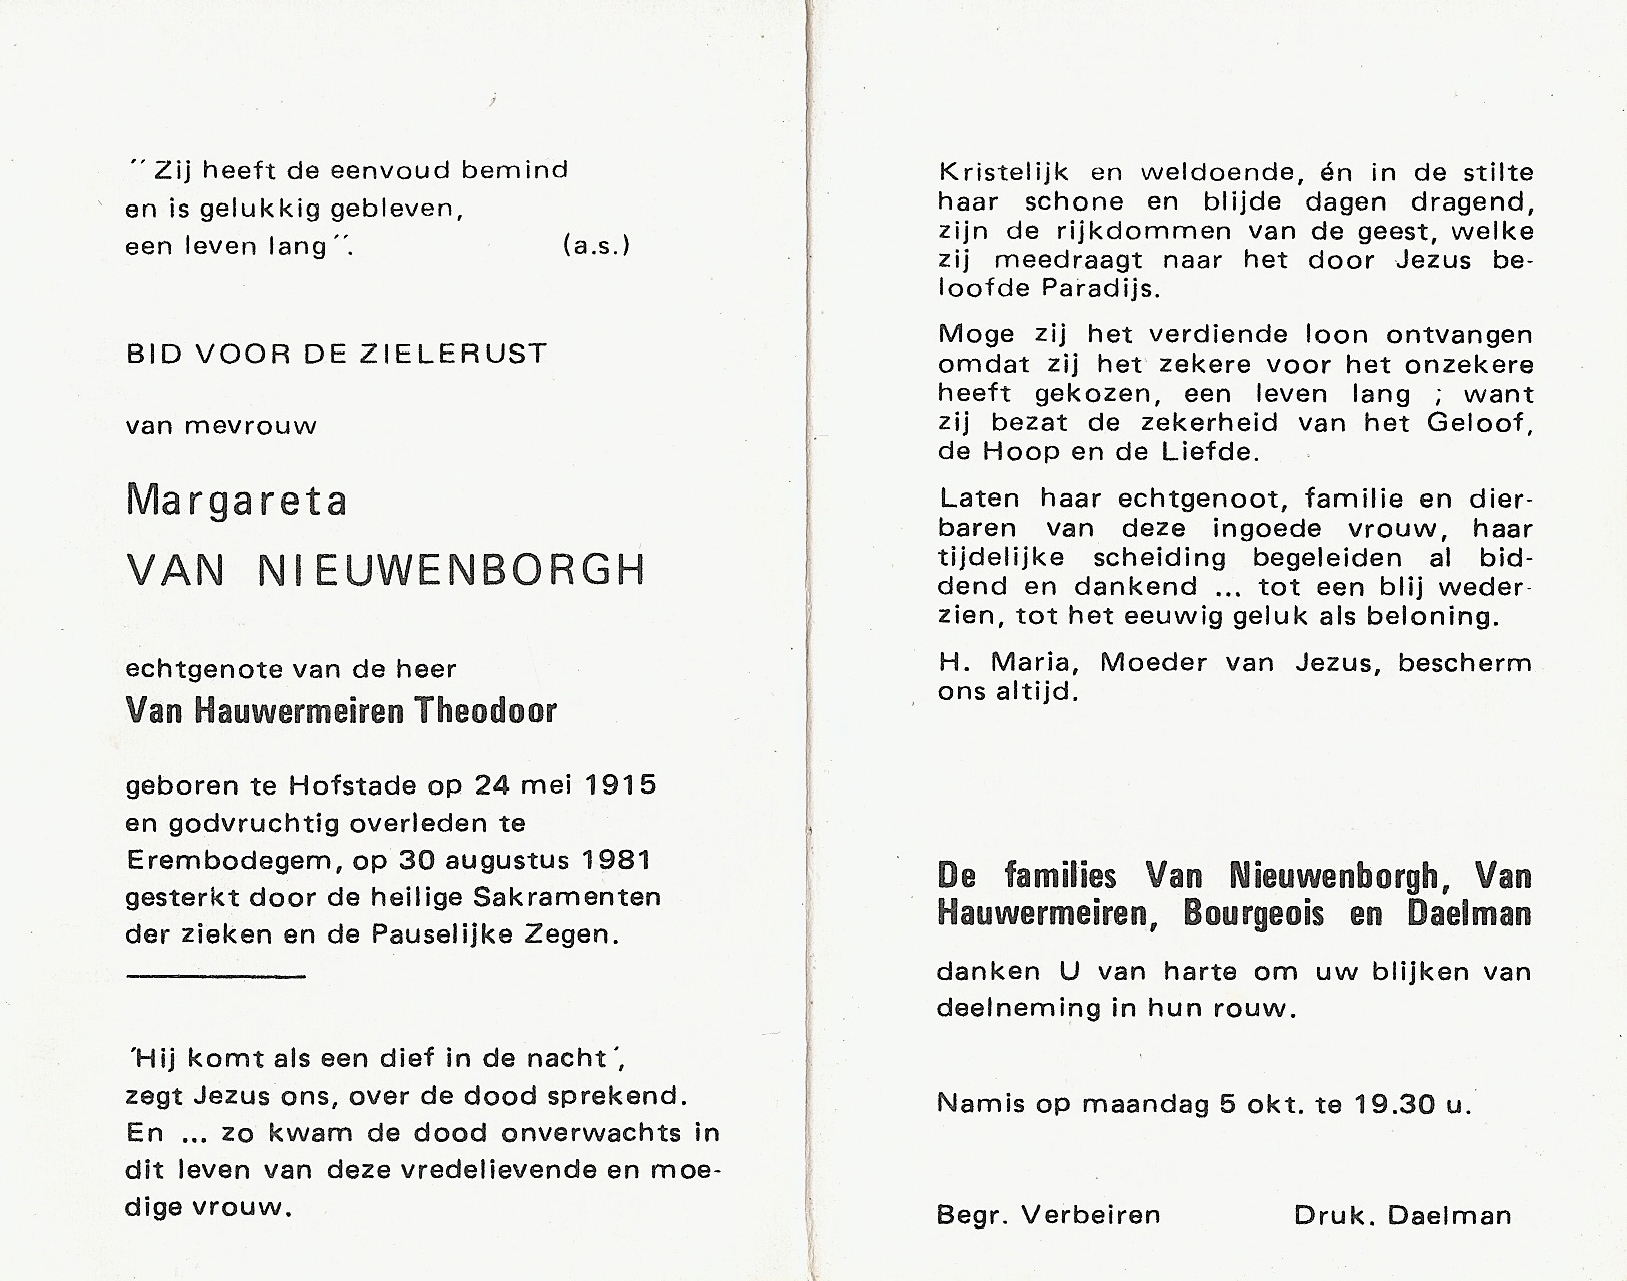 ˝Zij heeft de eenvoud bemind
en is gelukkig gebleven,
een leven lang˝. (a.s.)
BID VOOR DE ZIELERUST
van mevrouw
Margareta
VAN NIEUWENBORGH
echtgenote van de heer
Van Hauwermeiren Theodoor
geboren te Hofstade op 24 mei 1915
en godvruchtig overleden te
Erembodegem, op 30 augustus 1981
gesterkt door de heilige Sakramenten
der zieken en de Pauselijke Zegen.
´Hij komt als een dief in de nacht´,
zegt Jezus ons, over de dood sprekend.
En ... zo kwam de dood onverwachts in
dit leven van deze vredelievende en moe-
dige vrouw.
Kristelijk en weldoende, én in de stilte
haar schone en blijde dagen dragend,
zijn de rijkdommen van de geest, welke
zij meedraagt naar het door Jezus be-
loofde Paradijs.
Moge zij het verdiende loon ontvangen
omdat zij het zekere voor het onzekere
heeft gekozen, een leven lang ; want
zij bezat de zekerheid van het Geloof,
de Hoop en de Liefde.
Laten haar echtgenoot, familie en dier-
baren van deze ingoede vrouw, haar
tijdelijke scheiding begeleiden al bid-
dend en dankend ... tot een blij weder-
zien, tot het eeuwig geluk als beloning.
H. Maria, Moeder van Jezus, bescherm
ons altijd.
De families Van Nieuwenborgh, Van
Hauwermeiren, Bourgeois en Daelman
danken U van harte om uw blijken van
deelneming in hun rouw.
Namis op maandag 5 okt. te 19.30 u.
Begr. Verbeiren Druk. Daelman